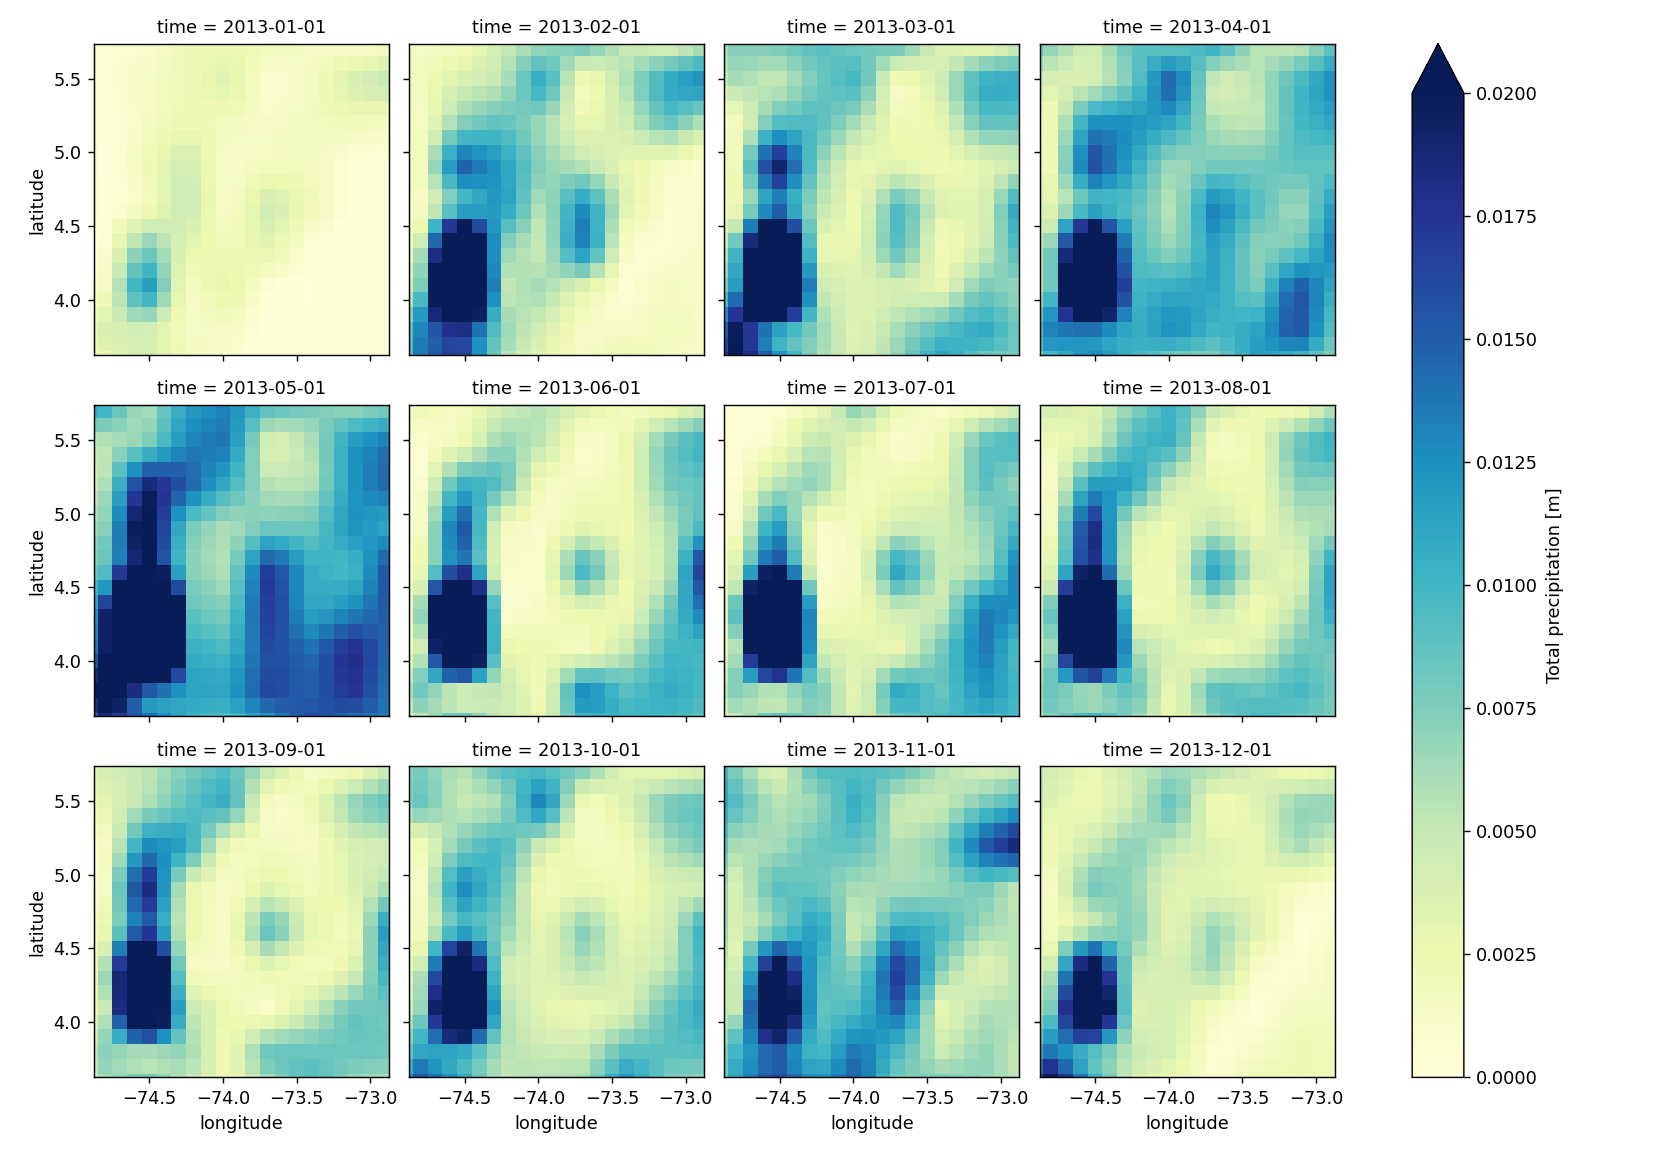 time = 2013-01-01
time = 2013-02-01
time = 2013-03-01
time = 2013-04-01
5.5
5.0
4.5
4.0
latitude
time = 2013-05-01
time = 2013-06-01
time = 2013-07-01
time = 2013-08-01
5.5
5.0
4.5
4.0
latitude
time = 2013-09-01
time = 2013-10-01
time = 2013-11-01
time = 2013-12-01
5.5
5.0
4.5
4.0
latitude
−74.5 −74.0 −73.5 −73.0
longitude
−74.5 −74.0 −73.5 −73.0
longitude
−74.5 −74.0 −73.5 −73.0
longitude
−74.5 −74.0 −73.5 −73.0
longitude
0.0200
0.0175
0.0150
0.0125
0.0100
0.0075
0.0050
0.0025
0.0000
Total precipitation [m]